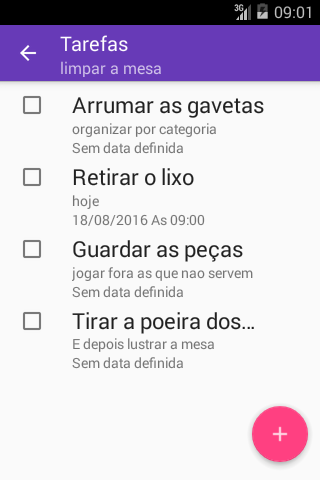 3G 09:01
Tarefas
limpar a mesa
Arrumar as gavetas
organizar por categoria
Sem data definida
Retirar o lixo
hoje
18/08/2016 As 09:00
Guardar as peças
jogar fora as que nao servem
Sem data definida
Tirar a poeira dos...
E depois lustrar a mesa
Sem data definida